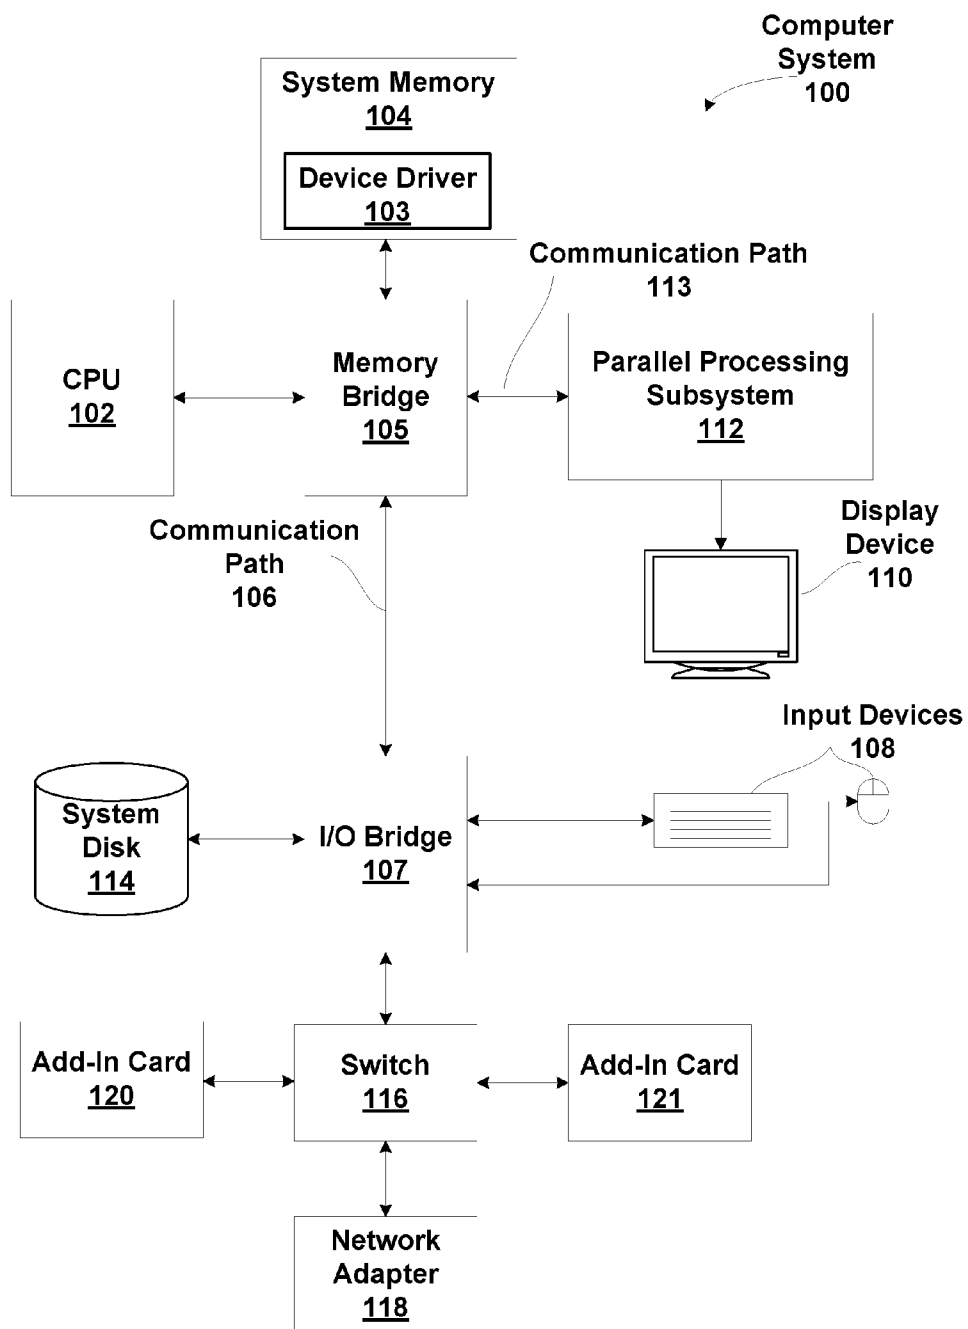 Computer
System
100
System Memory
104
Device Driver
103
Communication Path
113
CPU
102
Memory
Bridge
105
Parallel Processing
Subsystem
112
Communication
Path
106
Display
Device
110
Input Devices
108
System
Disk
114
I/O Bridge
107
Add-In Card
120
Switch
116
Add-In Card
121
Network
Adapter
118